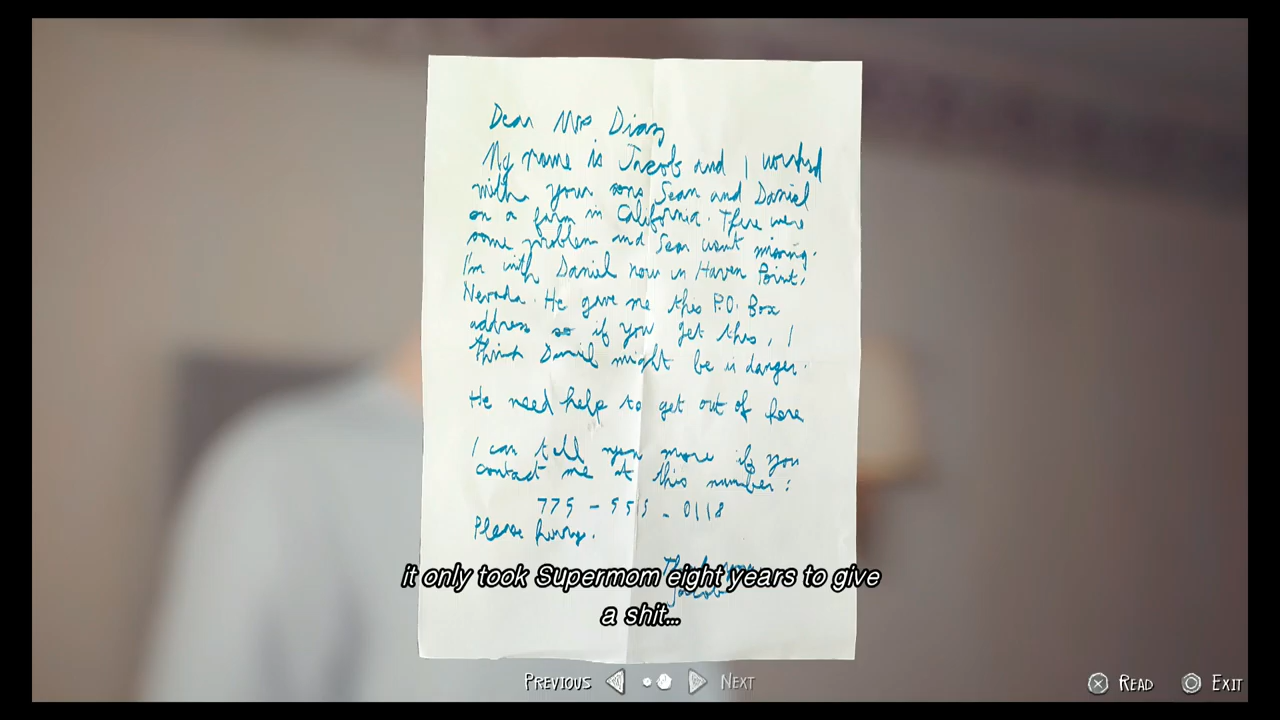 Dear Mrs Diaz
My name is Jacob and I worked
with your sons Sean and Daniel
on a farm in California. There were
some problem and Sean went missing.
I'm with Daniel now in Haven Point,
Nevada. He gave me this P.O. Box
address so if you get this, I
think Daniel might be in danger.
He need help to get out of here
I can tell you more if you
contact me at this number:
775-555-0118
Please hurry.
Thank you
Jacob
it only took Supermom eight years to give
a shit...
PREVIOUS NEXT
READ EXIT